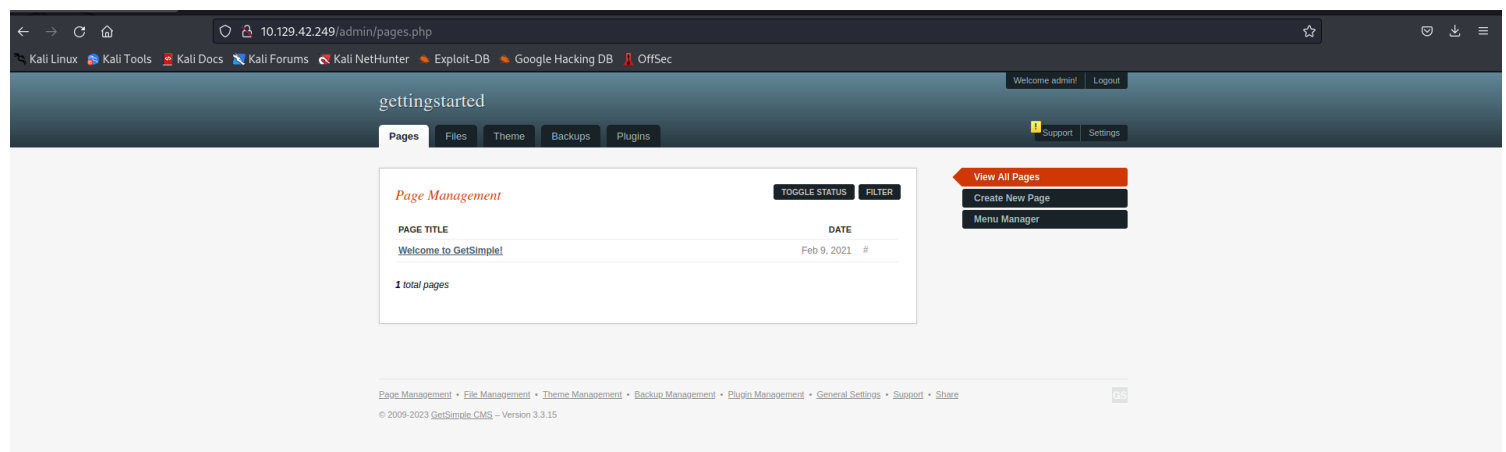 10.129.42.249/admin/pages.php
Kali Linux Kali Tools Kali Docs Kali Forums Kali NetHunter Exploit-DB Google Hacking DB OffSec
Welcome admin! Logout
gettingstarted
Pages Files Theme Backups Plugins
! Support Settings
Page Management TOGGLE STATUS FILTER
View All Pages
Create New Page
Menu Manager
PAGE TITLE DATE
Welcome to GetSimple! Feb 9, 2021 #
1 total pages
Page Management • File Management • Theme Management • Backup Management • Plugin Management • General Settings • Support • Share
GS
© 2009-2023 GetSimple CMS – Version 3.3.15